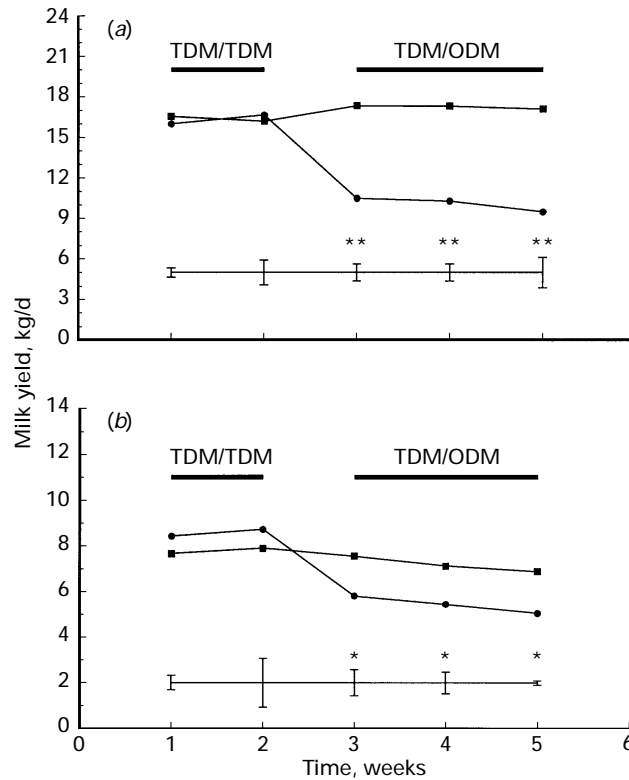 (a)
TDM/TDM
TDM/ODM
24
21
18
15
12
9
6
3
0
** ** **
0
Milk yield, kg/d
(b)
TDM/TDM
TDM/ODM
14
12
10
8
6
4
2
0
* * *
0 1 2 3 4 5 6
Time, weeks